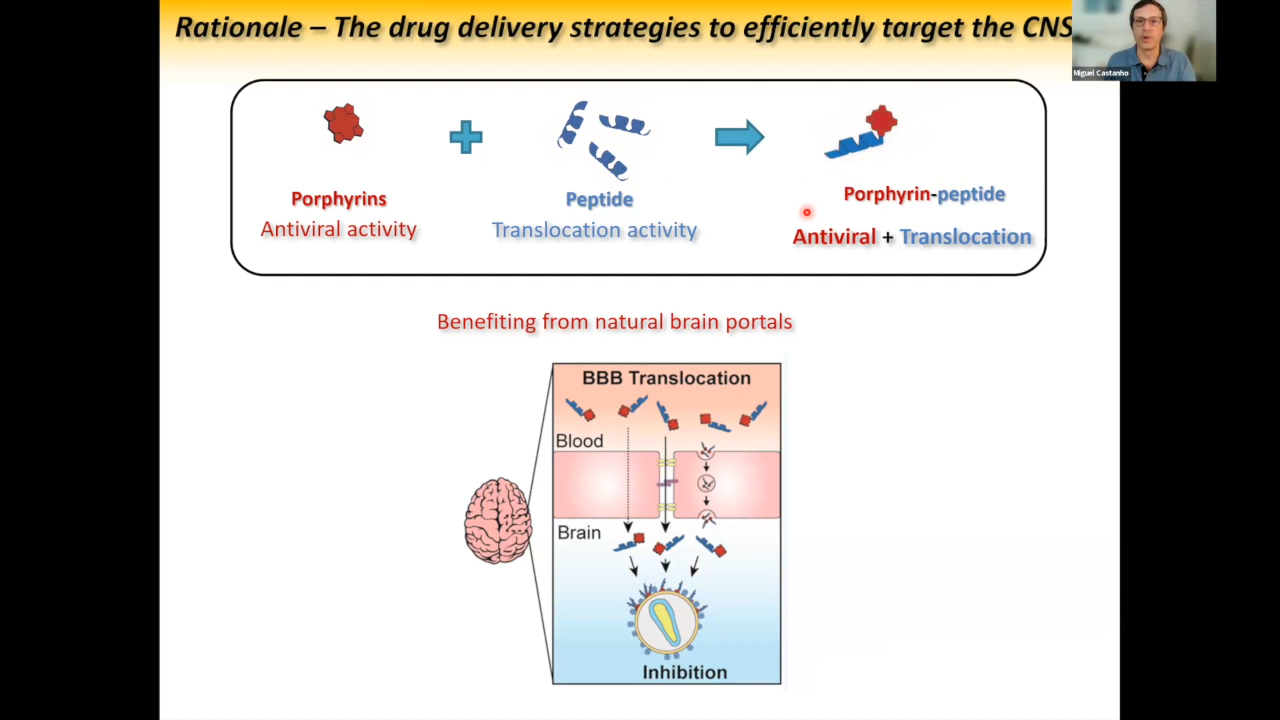 Rationale – The drug delivery strategies to efficiently target the CNS
Miguel Castanho
Porphyrins
Antiviral activity
Peptide
Translocation activity
Porphyrin-peptide
Antiviral + Translocation
Benefiting from natural brain portals
BBB Translocation
Blood
Brain
Inhibition